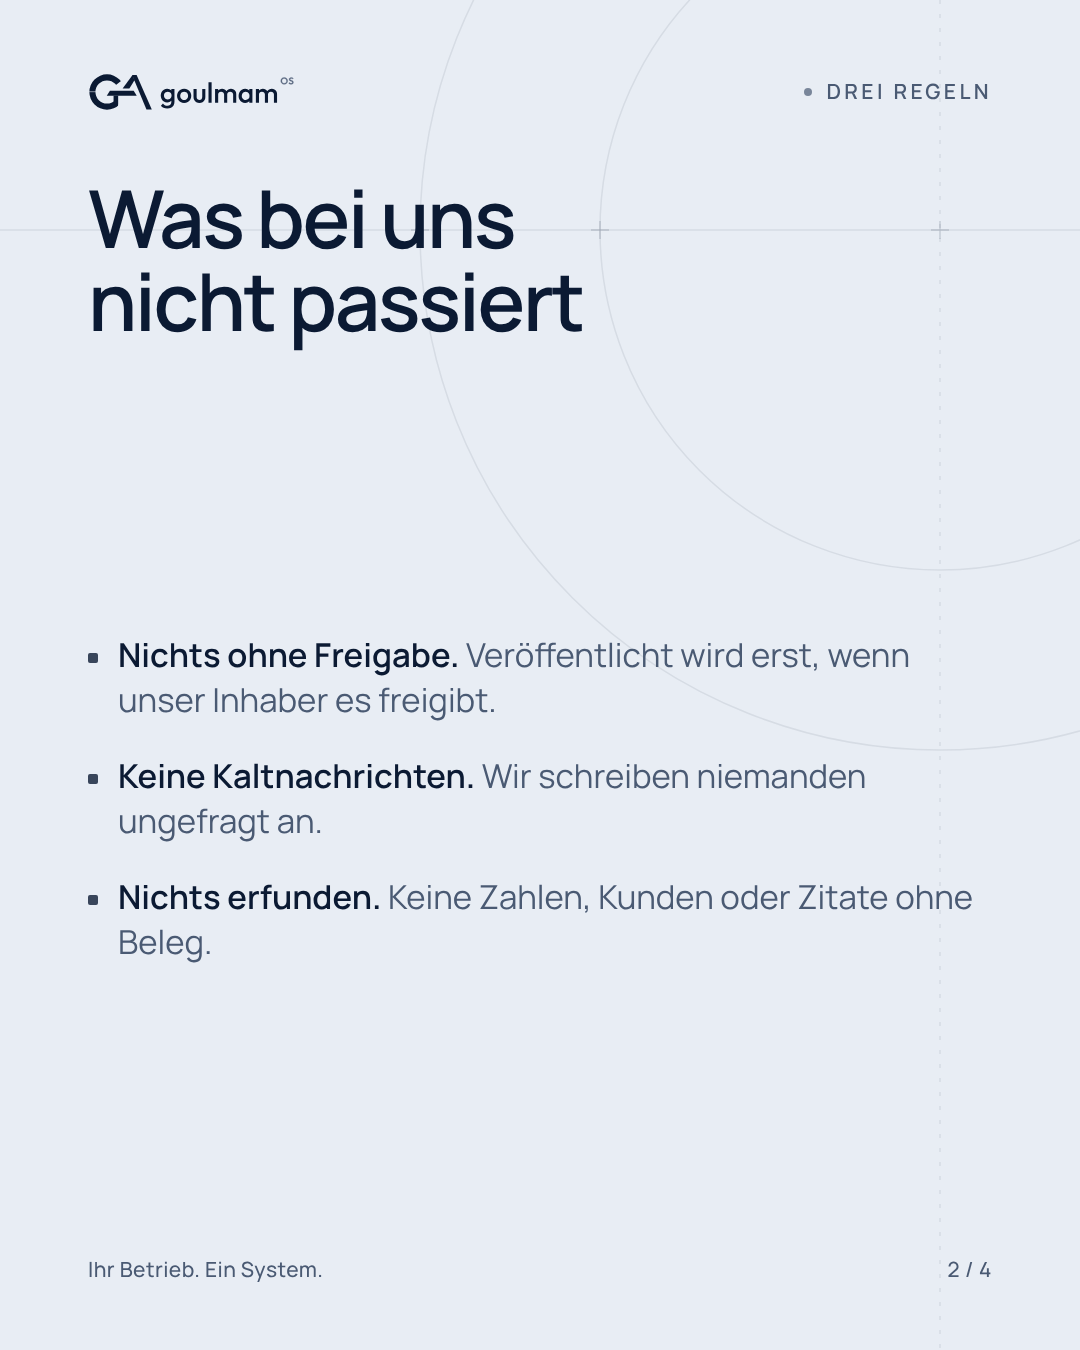 GA goulmam OS
• DREI REGELN
Was bei uns
nicht passiert
Nichts ohne Freigabe. Veröffentlicht wird erst, wenn
unser Inhaber es freigibt.
Keine Kaltnachrichten. Wir schreiben niemanden
ungefragt an.
Nichts erfunden. Keine Zahlen, Kunden oder Zitate ohne
Beleg.
Ihr Betrieb. Ein System.
2 / 4